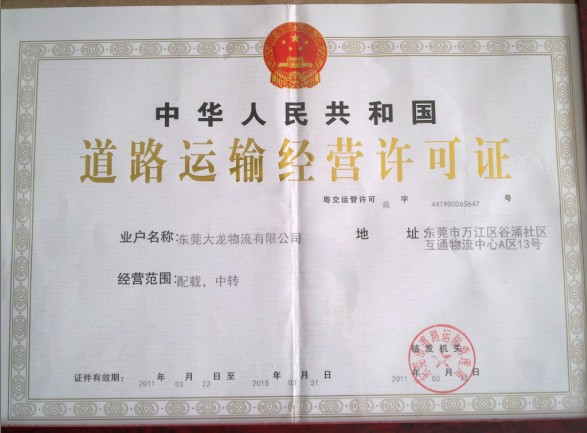 中华人民共和国
道路运输经营许可证
粤交运管许可 莞 字 441900065647 号
业户名称:东莞大龙物流有限公司
地 址:东莞市万江区谷涌社区互通物流中心A区13号
经营范围:配载，中转
核发机关
证件有效期: 2011 年 03 月 22 日至 2015 年 03 月 31 日
2011 年 03 月 日